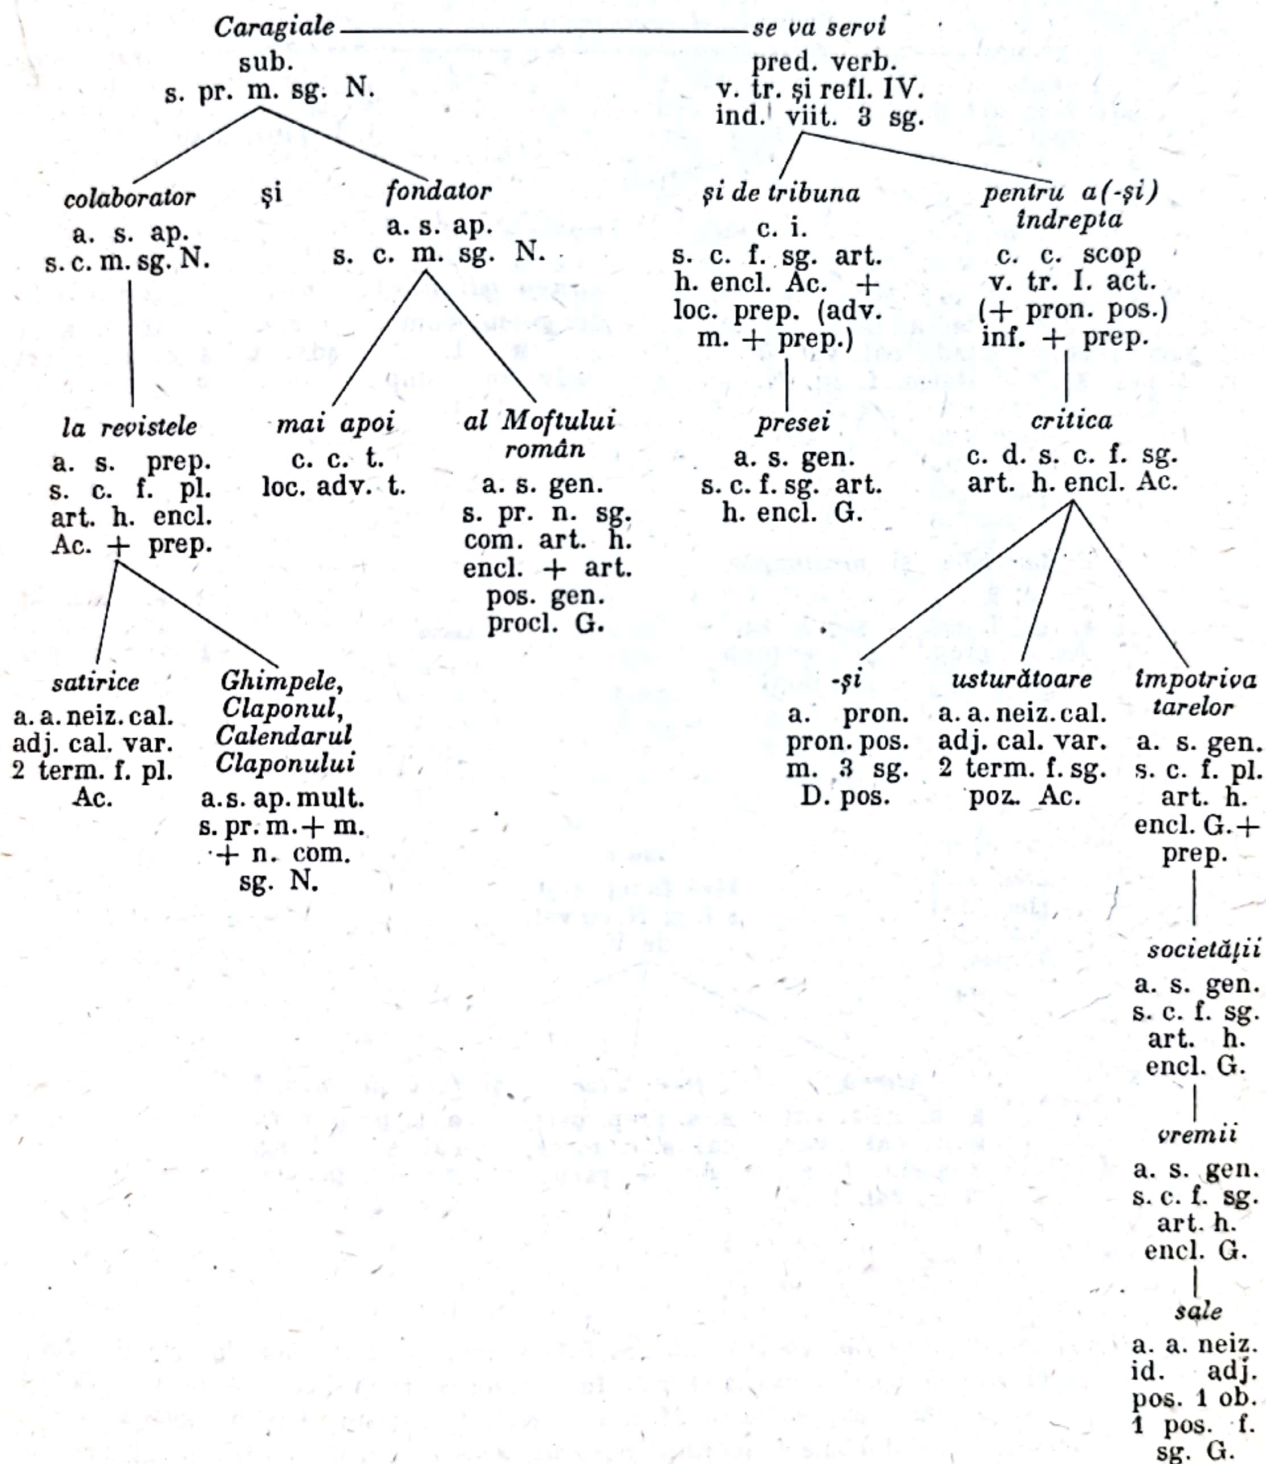 Caragiale se va servi
sub.
s. pr. m. sg. N.
pred. verb.
v. tr. și refl. IV.
ind. viit. 3 sg.
colaborator și fondator
a. s. ap.
s. c. m. sg. N.
a. s. ap.
s. c. m. sg. N.
și de tribuna
c. i.
s. c. f. sg. art.
h. encl. Ac. +
loc. prep. (adv.
m. + prep.)
pentru a(-și)
îndrepta
c. c. scop
v. tr. I. act.
(+ pron. pos.)
inf. + prep.
la revistele
a. s. prep.
s. c. f. pl.
art. h. encl.
Ac. + prep.
mai apoi
c. c. t.
loc. adv. t.
al Moftului
român
a. s. gen.
s. pr. n. sg.
com. art. h.
encl. + art.
pos. gen.
procl. G.
presei
a. s. gen.
s. c. f. sg. art.
h. encl. G.
critica
c. d. s. c. f. sg.
art. h. encl. Ac.
satirice
a. a. neiz. cal.
adj. cal. var.
2 term. f. pl.
Ac.
Ghimpele,
Claponul,
Calendarul
Claponului
a. s. ap. mult.
s. pr. m. + m.
+ n. com.
sg. N.
-și
a. pron.
pron. pos.
m. 3 sg.
D. pos.
usturătoare
a. a. neiz. cal.
adj. cal. var.
2 term. f. sg.
poz. Ac.
împotriva
tarelor
a. s. gen.
s. c. f. pl.
art. h.
encl. G. +
prep.
societății
a. s. gen.
s. c. f. sg.
art. h.
encl. G.
vremii
a. s. gen.
s. c. f. sg.
art. h.
encl. G.
sale
a. a. neiz.
id. adj.
pos. 1 ob.
1 pos. f.
sg. G.